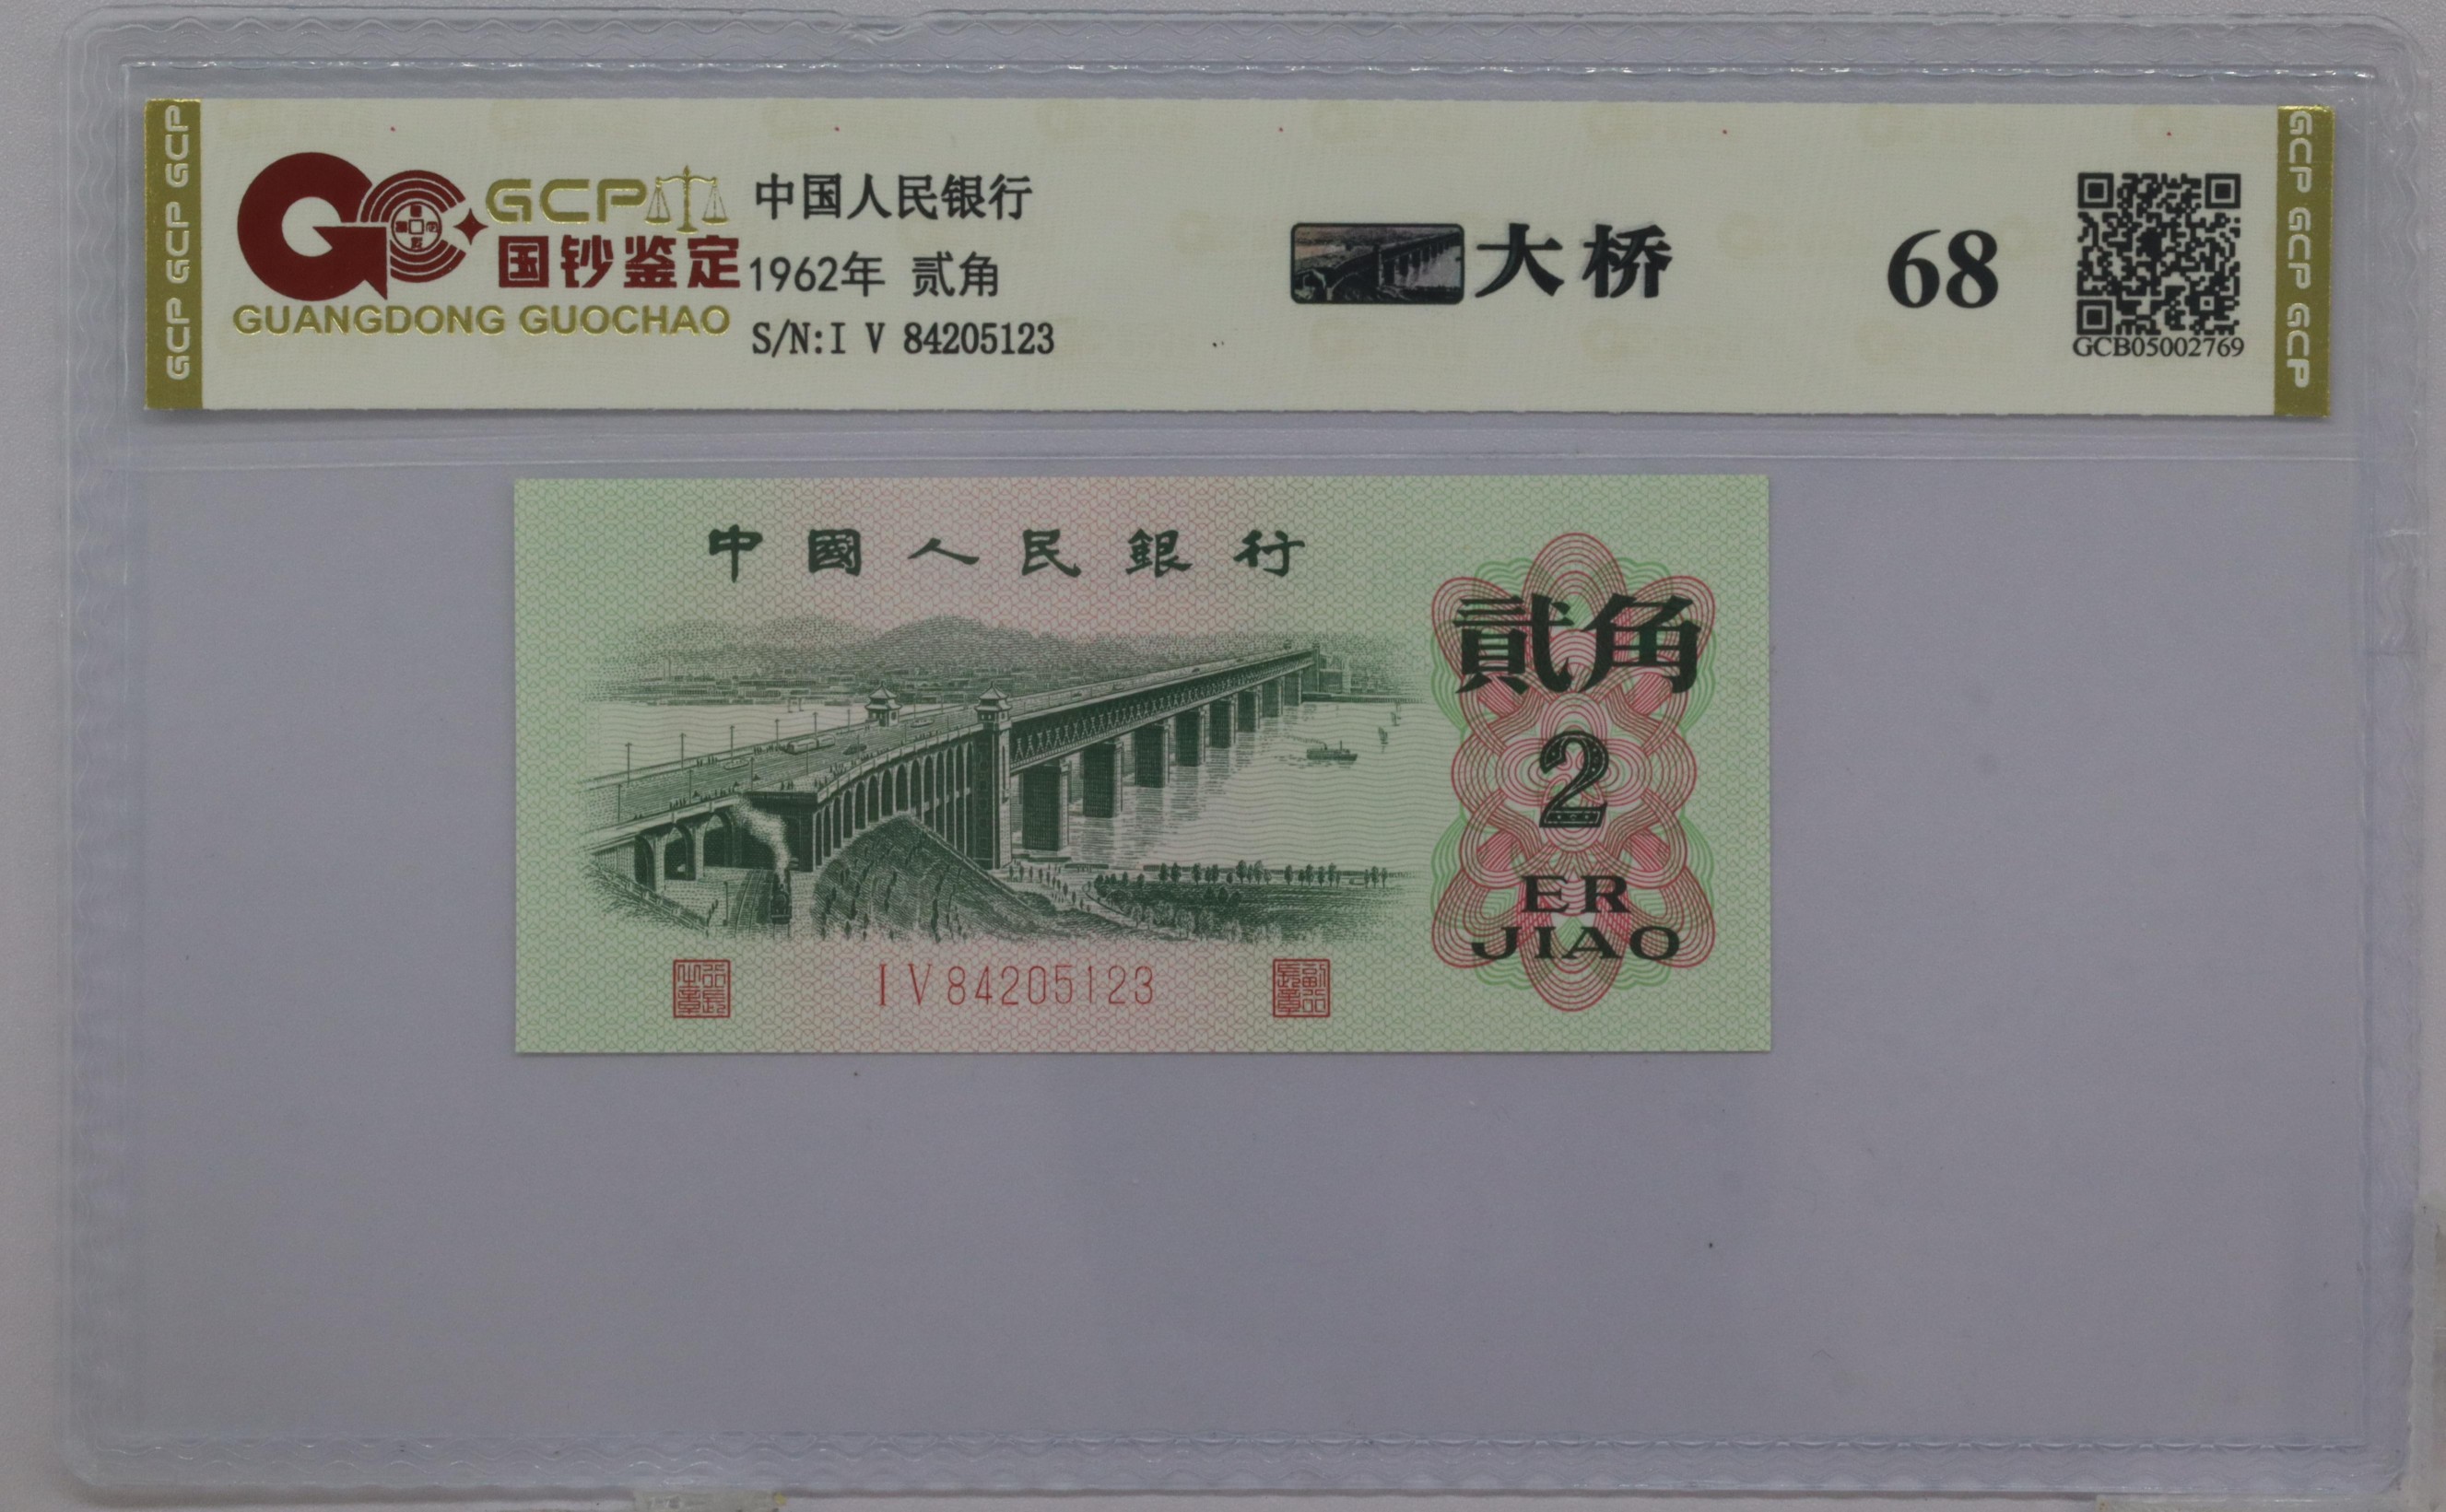 GCP GCP GCP
GCP
国钞鉴定
GUANGDONG GUOCHAO
中国人民银行
1962年 贰角
S/N:I V 84205123
大桥
68
GCB05002769
GCP GCP GCP
中國人民銀行
貳角
2
ER
JIAO
I V 84205123